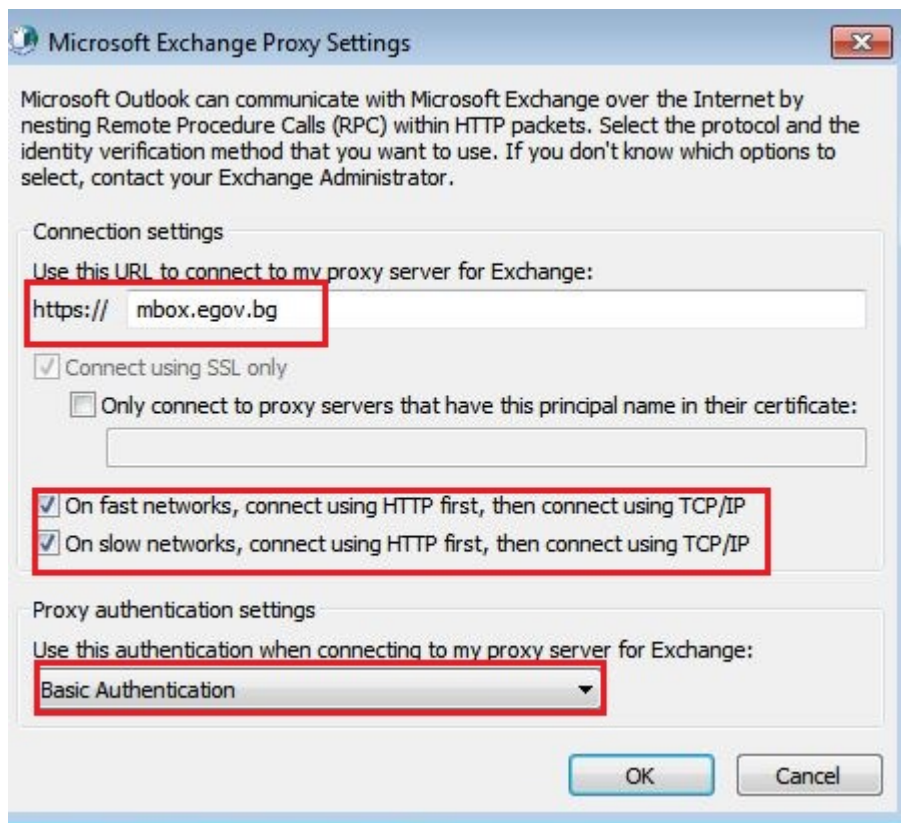 Microsoft Exchange Proxy Settings
Microsoft Outlook can communicate with Microsoft Exchange over the Internet by
nesting Remote Procedure Calls (RPC) within HTTP packets. Select the protocol and the
identity verification method that you want to use. If you don't know which options to
select, contact your Exchange Administrator.
Connection settings
Use this URL to connect to my proxy server for Exchange:
https:// mbox.egov.bg
Connect using SSL only
Only connect to proxy servers that have this principal name in their certificate:
On fast networks, connect using HTTP first, then connect using TCP/IP
On slow networks, connect using HTTP first, then connect using TCP/IP
Proxy authentication settings
Use this authentication when connecting to my proxy server for Exchange:
Basic Authentication
OK Cancel